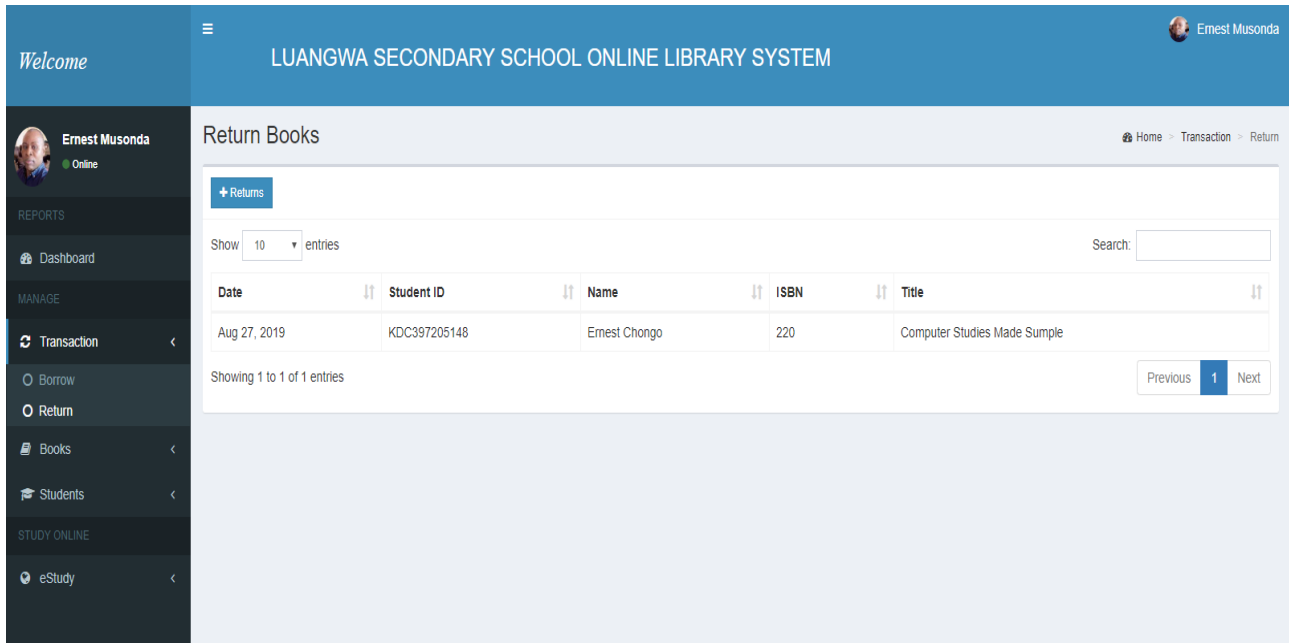 Welcome
LUANGWA SECONDARY SCHOOL ONLINE LIBRARY SYSTEM
Ernest Musonda
Ernest Musonda
Online
REPORTS
Dashboard
MANAGE
Transaction
Borrow
Return
Books
Students
STUDY ONLINE
eStudy
Return Books
Home > Transaction > Return
+ Returns
Show 10 entries Search:
Date Student ID Name ISBN Title
Aug 27, 2019 KDC397205148 Ernest Chongo 220 Computer Studies Made Sumple
Showing 1 to 1 of 1 entries Previous 1 Next